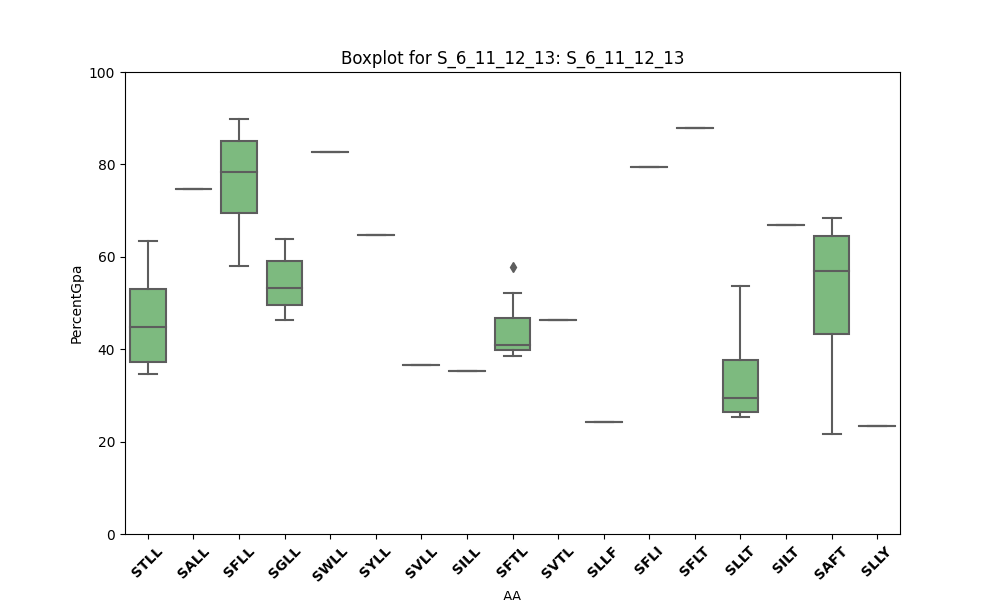 Boxplot for S_6_11_12_13: S_6_11_12_13
100
80
60
40
20
0
PercentGpa
STLL
SALL
SFLL
SGLL
SWLL
SYLL
SVLL
SILL
SFTL
SVTL
SLLF
SFLI
SFLT
SLLT
SILT
SAFT
SLLY
AA